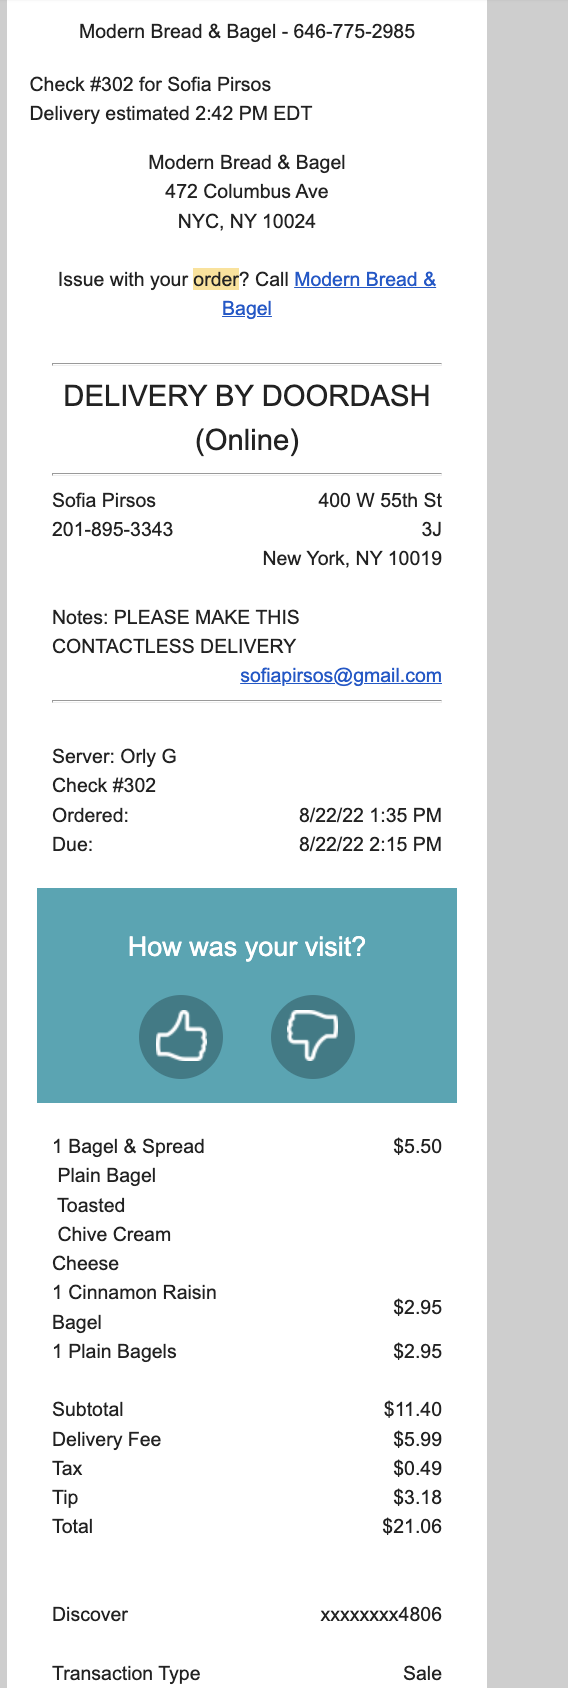 Modern Bread & Bagel - 646-775-2985
Check #302 for Sofia Pirsos
Delivery estimated 2:42 PM EDT
Modern Bread & Bagel
472 Columbus Ave
NYC, NY 10024
Issue with your order? Call Modern Bread &
Bagel
DELIVERY BY DOORDASH
(Online)
Sofia Pirsos 400 W 55th St
201-895-3343 3J
New York, NY 10019
Notes: PLEASE MAKE THIS
CONTACTLESS DELIVERY
sofiapirsos@gmail.com
Server: Orly G
Check #302
Ordered: 8/22/22 1:35 PM
Due: 8/22/22 2:15 PM
How was your visit?
1 Bagel & Spread $5.50
Plain Bagel
Toasted
Chive Cream
Cheese
1 Cinnamon Raisin
Bagel $2.95
1 Plain Bagels $2.95
Subtotal $11.40
Delivery Fee $5.99
Tax $0.49
Tip $3.18
Total $21.06
Discover xxxxxxxx4806
Transaction Type Sale